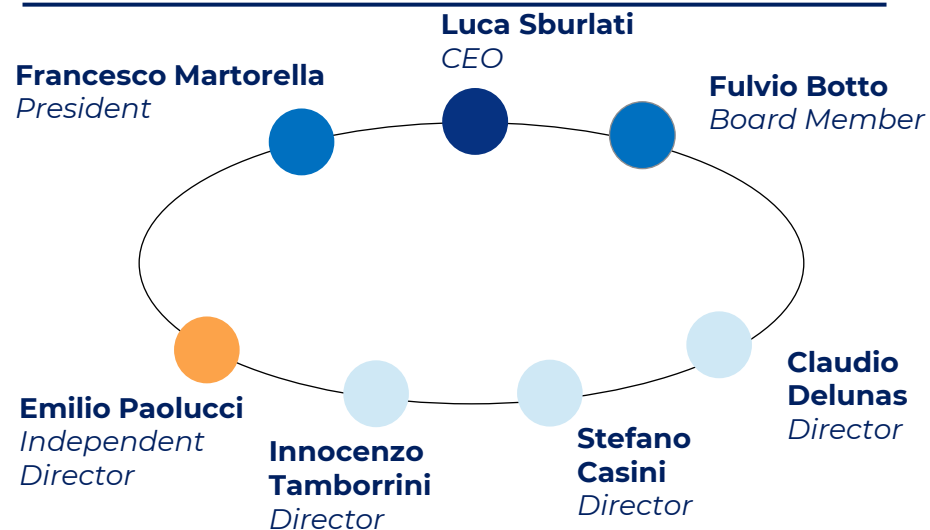 Luca Sburlati
CEO
Francesco Martorella
President
Fulvio Botto
Board Member
Claudio
Delunas
Director
Emilio Paolucci
Independent
Director
Innocenzo
Tamborrini
Director
Stefano
Casini
Director